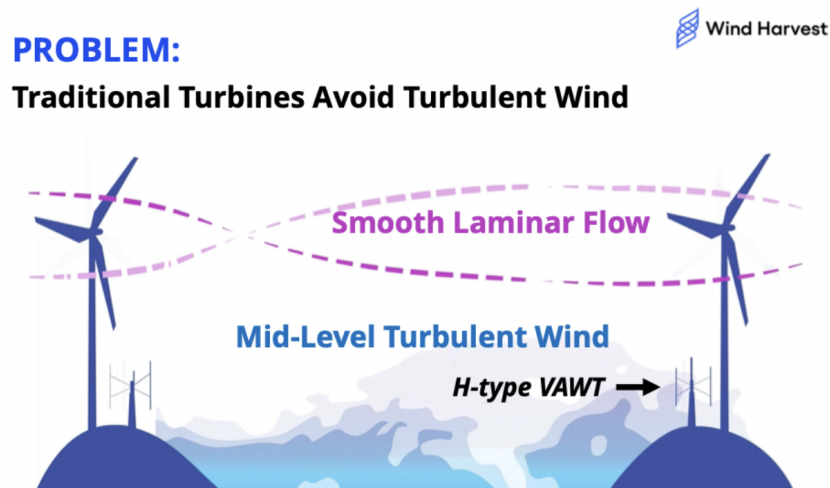 Wind Harvest
PROBLEM:
Traditional Turbines Avoid Turbulent Wind
Smooth Laminar Flow
Mid-Level Turbulent Wind
H-type VAWT